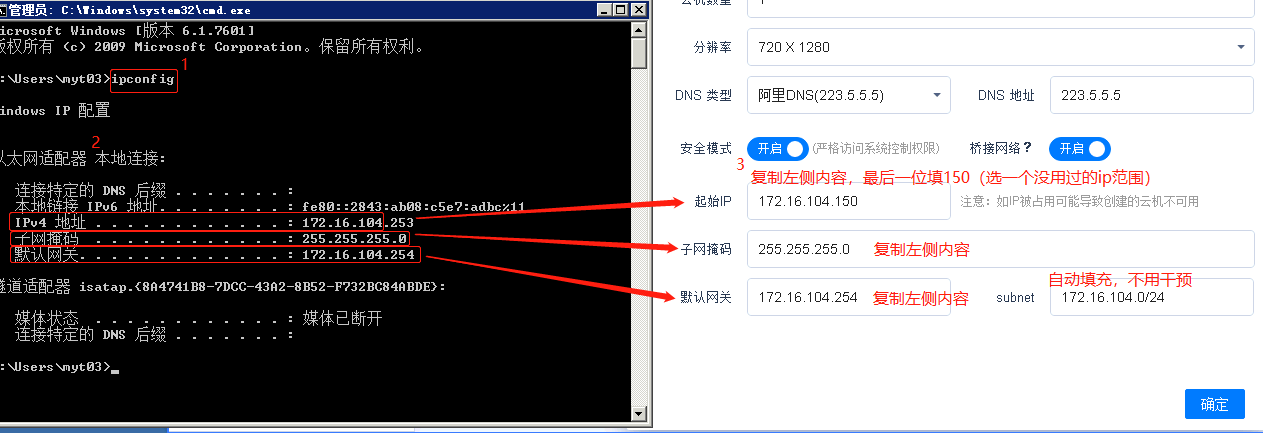 管理员: C:\Windows\system32\cmd.exe
icrosoft Windows [版本 6.1.7601]
版权所有 (c) 2009 Microsoft Corporation。保留所有权利。
1
:\Users\myt03>ipconfig
indows IP 配置
2
以太网适配器 本地连接:
连接特定的 DNS 后缀 . . . . . . . :
本地链接 IPv6 地址. . . . . . . . : fe80::2843:ab08:c5e7:adbc%11
IPv4 地址 . . . . . . . . . . . . : 172.16.104.253
子网掩码 . . . . . . . . . . . . : 255.255.255.0
默认网关. . . . . . . . . . . . . : 172.16.104.254
隧道适配器 isatap.{8A4741B8-7DCC-43A2-8B52-F732BC84ABDE}:
媒体状态 . . . . . . . . . . . . : 媒体已断开
连接特定的 DNS 后缀 . . . . . . . :
:\Users\myt03>_
云机数量 1
分辨率 720 X 1280
DNS 类型 阿里DNS(223.5.5.5) DNS 地址 223.5.5.5
安全模式 开启 (严格访问系统控制权限) 桥接网络? 开启
3
复制左侧内容，最后一位填150（选一个没用过的ip范围）
起始IP 172.16.104.150 注意：如IP被占用可能导致创建的云机不可用
子网掩码 255.255.255.0 复制左侧内容
自动填充，不用干预
默认网关 172.16.104.254 复制左侧内容 subnet 172.16.104.0/24
确定